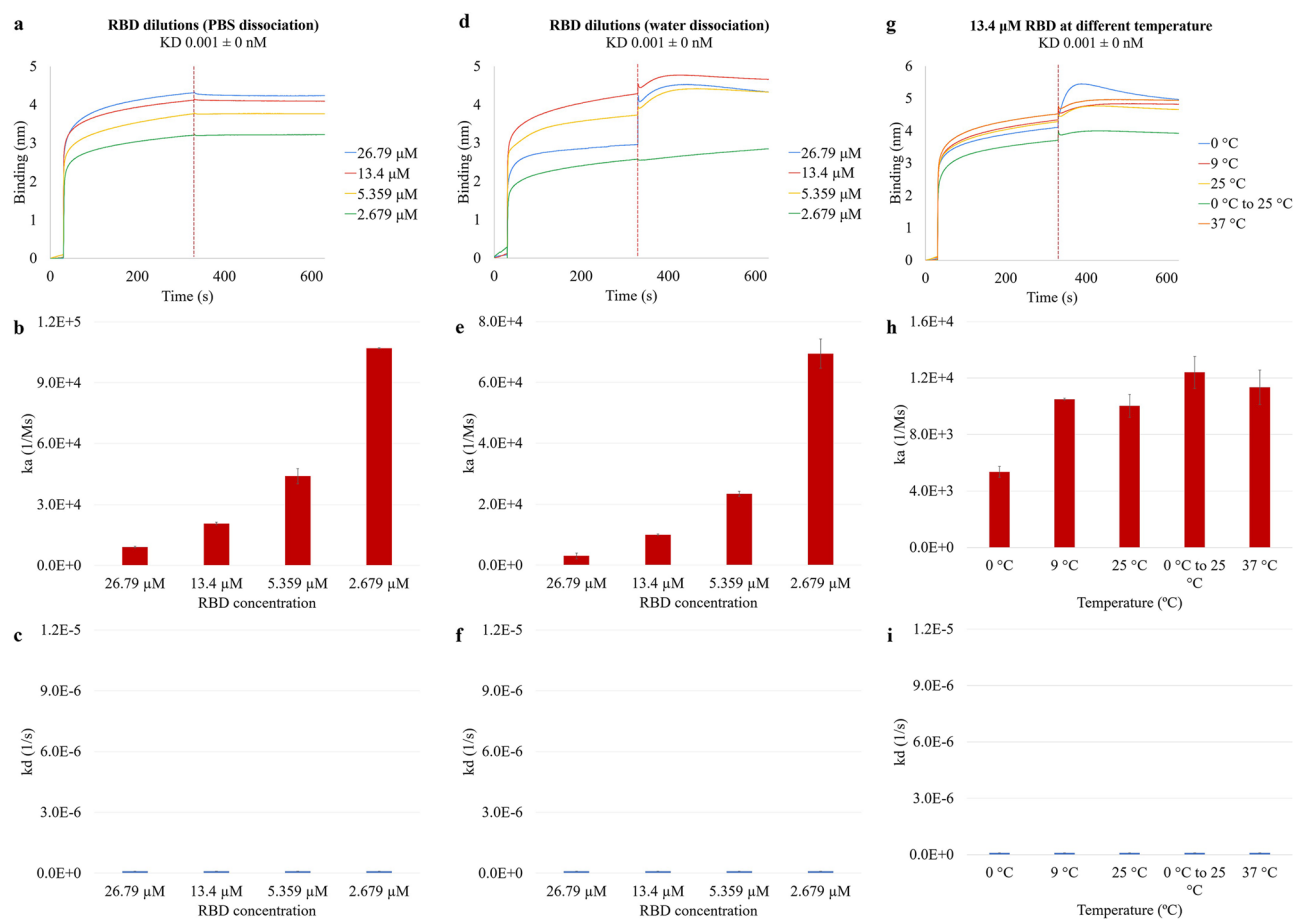 a
RBD dilutions (PBS dissociation)
KD 0.001 ± 0 nM
5
4
3
2
1
0
Binding (nm)
0
200
400
600
Time (s)
26.79 µM
13.4 µM
5.359 µM
2.679 µM
d
RBD dilutions (water dissociation)
KD 0.001 ± 0 nM
5
4
3
2
1
0
Binding (nm)
0
200
400
600
Time (s)
26.79 µM
13.4 µM
5.359 µM
2.679 µM
g
13.4 µM RBD at different temperature
KD 0.001 ± 0 nM
6
5
4
3
2
1
0
Binding (nm)
0
200
400
600
Time (s)
0 °C
9 °C
25 °C
0 °C to 25 °C
37 °C
b
1.2E+5
9.0E+4
6.0E+4
3.0E+4
0.0E+0
ka (1/Ms)
26.79 µM
13.4 µM
5.359 µM
2.679 µM
RBD concentration
e
8.0E+4
6.0E+4
4.0E+4
2.0E+4
0.0E+0
ka (1/Ms)
26.79 µM
13.4 µM
5.359 µM
2.679 µM
RBD concentration
h
1.6E+4
1.2E+4
8.0E+3
4.0E+3
0.0E+0
ka (1/Ms)
0 °C
9 °C
25 °C
0 °C to 25
°C
37 °C
Temperature (ºC)
c
1.2E-5
9.0E-6
6.0E-6
3.0E-6
0.0E+0
kd (1/s)
26.79 µM
13.4 µM
5.359 µM
2.679 µM
RBD concentration
f
1.2E-5
9.0E-6
6.0E-6
3.0E-6
0.0E+0
kd (1/s)
26.79 µM
13.4 µM
5.359 µM
2.679 µM
RBD concentration
i
1.2E-5
9.0E-6
6.0E-6
3.0E-6
0.0E+0
kd (1/s)
0 °C
9 °C
25 °C
0 °C to 25
°C
37 °C
Temperature (ºC)